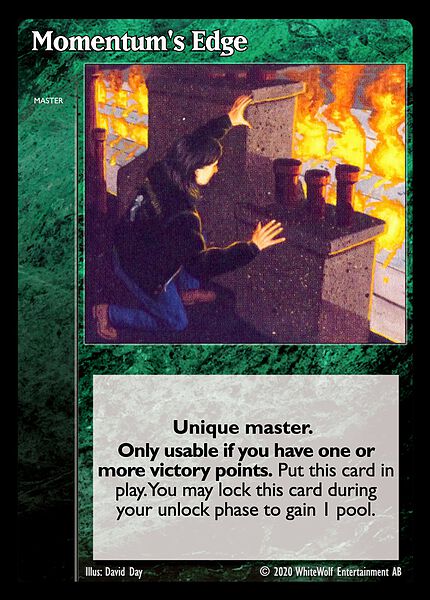 Momentum's Edge
MASTER
Unique master.
Only usable if you have one or
more victory points. Put this card in
play. You may lock this card during
your unlock phase to gain 1 pool.
Illus: David Day
© 2020 WhiteWolf Entertainment AB